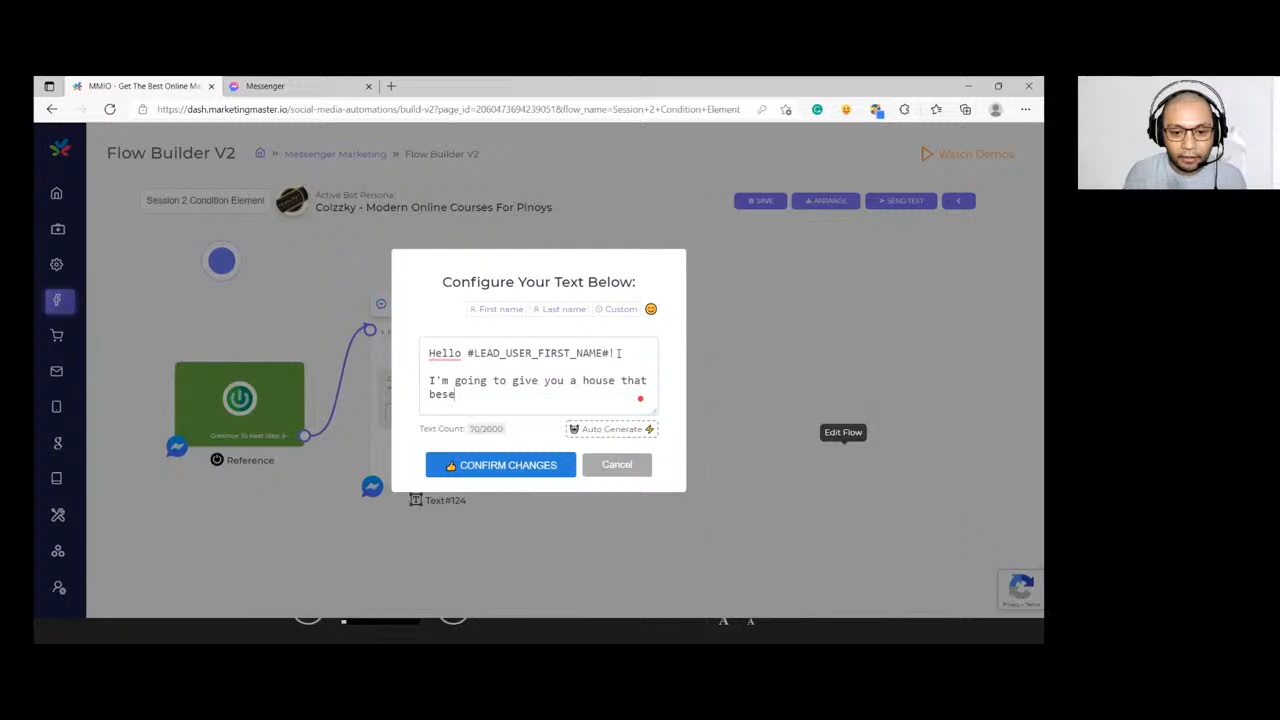 MMIO - Get The Best Online Ma
Messenger
https://dash.marketingmaster.io/social-media-automations/build-v2?page_id=206047369423905​1&flow_name=Session+2+Condition+Element
Flow Builder V2
Messenger Marketing
Flow Builder V2
Watch Demos
Session 2 Condition Element
Active Bot Persona:
Coizzky - Modern Online Courses For Pinoys
SAVE
ARRANGE
SEND TEST
Configure Your Text Below:
First name
Last name
Custom
Hello #LEAD_USER_FIRST_NAME#!
I'm going to give you a house that
bese
Text Count: 70/2000
Auto Generate
CONFIRM CHANGES
Cancel
Continue To Next Step
Reference
Text#124
Edit Flow
Privacy - Terms
A A